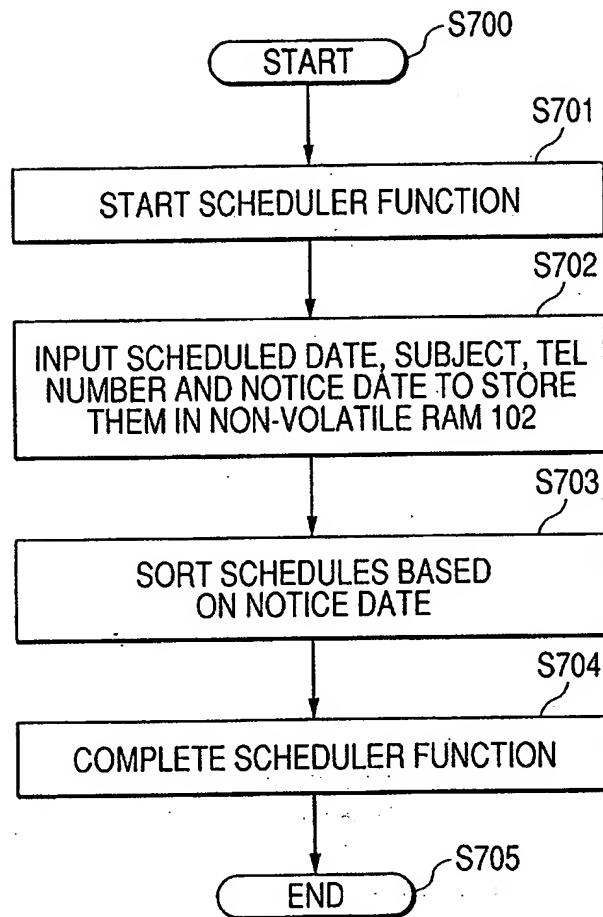 S700
START
S701
START SCHEDULER FUNCTION
S702
INPUT SCHEDULED DATE, SUBJECT, TEL
NUMBER AND NOTICE DATE TO STORE
THEM IN NON-VOLATILE RAM 102
S703
SORT SCHEDULES BASED
ON NOTICE DATE
S704
COMPLETE SCHEDULER FUNCTION
S705
END